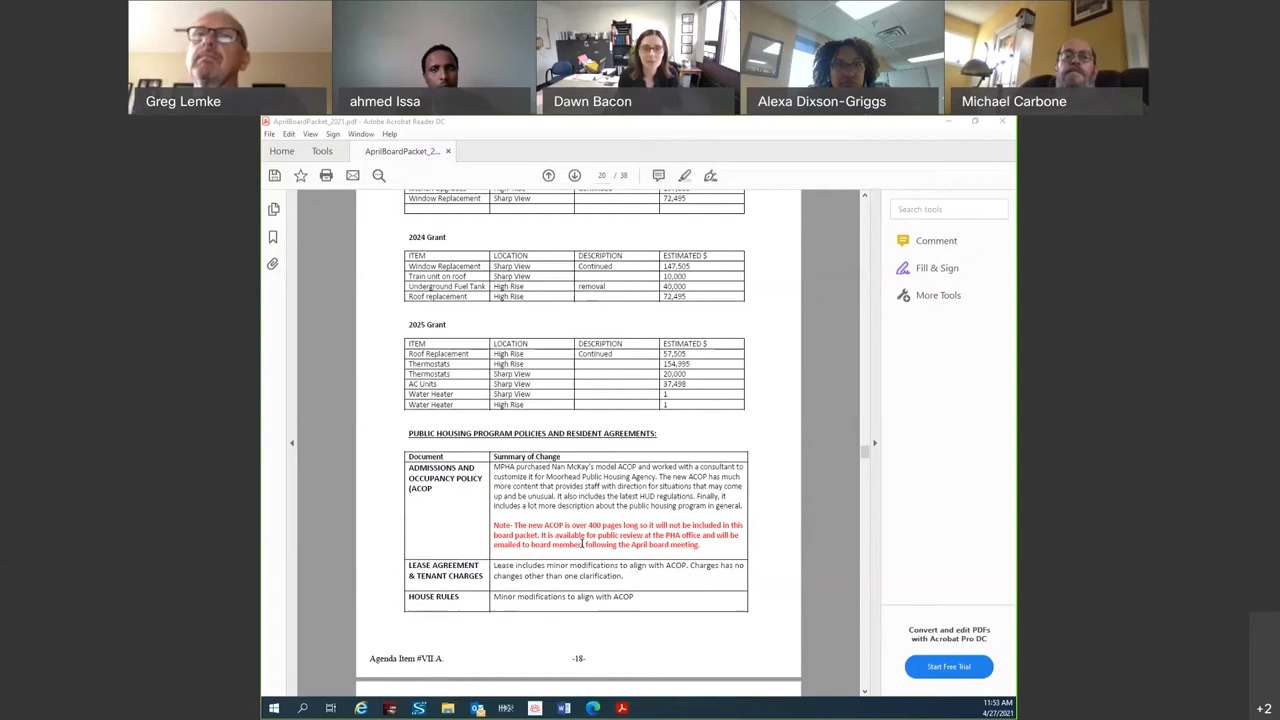 Greg Lemke
ahmed Issa
Dawn Bacon
Alexa Dixson-Griggs
Michael Carbone
AprilBoardPacket_2021.pdf - Adobe Acrobat Reader DC
File Edit View Sign Window Help
Home Tools AprilBoardPacket_2... ×
20 / 38
Kitchen Upgrades High Rise Continued
Window Replacement Sharp View 72,495
2024 Grant
ITEM LOCATION DESCRIPTION ESTIMATED $
Window Replacement Sharp View Continued 147,505
Train unit on roof Sharp View 10,000
Underground Fuel Tank High Rise removal 40,000
Roof replacement High Rise 72,495
2025 Grant
ITEM LOCATION DESCRIPTION ESTIMATED $
Roof Replacement High Rise Continued 57,505
Thermostats High Rise 154,995
Thermostats Sharp View 20,000
AC Units Sharp View 37,498
Water Heater Sharp View 1
Water Heater High Rise 1
PUBLIC HOUSING PROGRAM POLICIES AND RESIDENT AGREEMENTS:
Document Summary of Change
ADMISSIONS AND
OCCUPANCY POLICY
(ACOP
MPHA purchased Nan McKay's model ACOP and worked with a consultant to
customize it for Moorhead Public Housing Agency. The new ACOP has much
more content that provides staff with direction for situations that may come
up and be unusual. It also includes the latest HUD regulations. Finally, it
includes a lot more description about the public housing program in general.
Note- The new ACOP is over 400 pages long so it will not be included in this
board packet. It is available for public review at the PHA office and will be
emailed to board members following the April board meeting.
LEASE AGREEMENT
& TENANT CHARGES
Lease includes minor modifications to align with ACOP. Charges has no
changes other than one clarification.
HOUSE RULES Minor modifications to align with ACOP
Agenda Item #VII.A. -18-
Search tools
Comment
Fill & Sign
More Tools
Convert and edit PDFs
with Acrobat Pro DC
Start Free Trial
11:53 AM
4/27/2021
+2